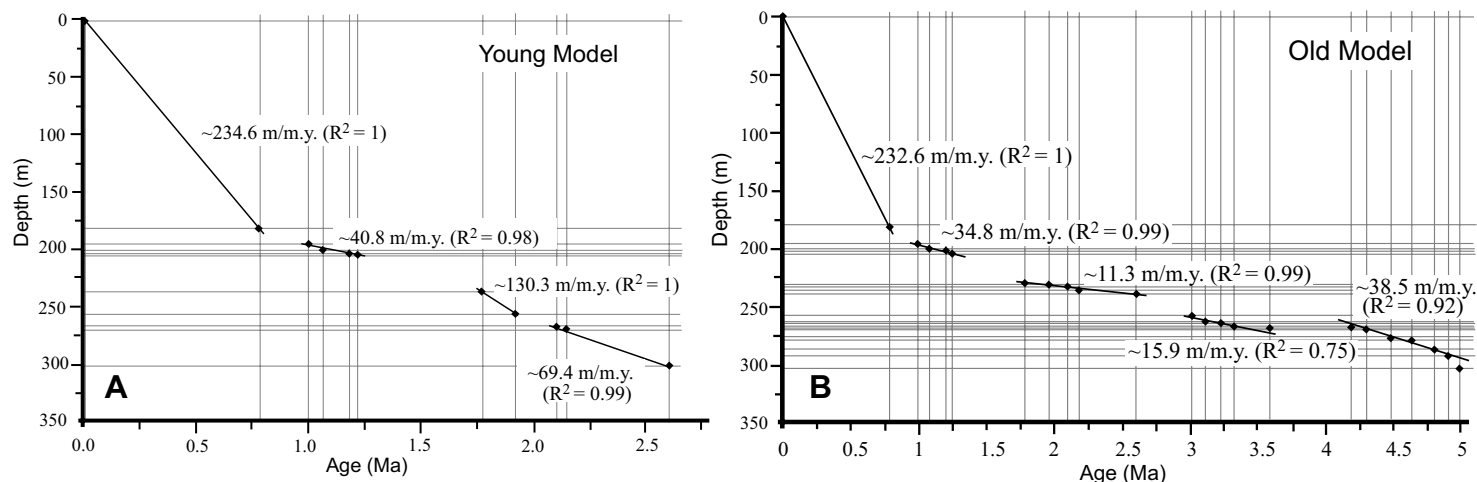 Young Model
Depth (m)
0
50
100
150
200
250
300
350
~234.6 m/m.y. (R² = 1)
~40.8 m/m.y. (R² = 0.98)
~130.3 m/m.y. (R² = 1)
~69.4 m/m.y.
(R² = 0.99)
A
0.0 0.5 1.0 1.5 2.0 2.5
Age (Ma)
Old Model
Depth (m)
0
50
100
150
200
250
300
350
~232.6 m/m.y. (R² = 1)
~34.8 m/m.y. (R² = 0.99)
~11.3 m/m.y. (R² = 0.99)
~38.5 m/m.y.
(R² = 0.92)
~15.9 m/m.y. (R² = 0.75)
B
0 0.5 1 1.5 2 2.5 3 3.5 4 4.5 5
Age (Ma)